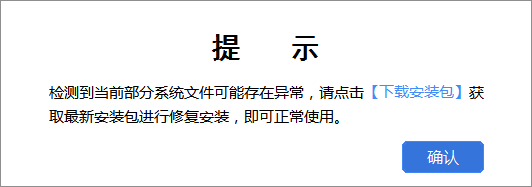 提 示
检测到当前部分系统文件可能存在异常，请点击【下载安装包】获
取最新安装包进行修复安装，即可正常使用。
确认